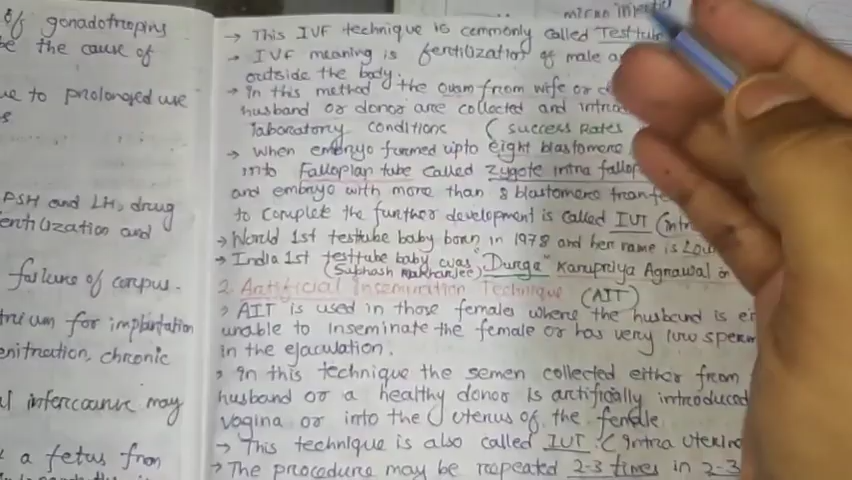 of gonadotropins
be the cause of
ue to prolonged use
s
FSH and LH, drug
entilization and
failure of corpus.
trium for implantation
enitruation, chronic
al intercourse may
a fetus from
→ This IVF technique is commonly called Testtub
→ IVF meaning is fertilization of male a
outside the body.
→ In this method the ovum from wife or d
husband or donor are collected and intro
laboratory conditions (success Rates
→ When embryo formed upto eight blastomere
into Fallopian tube called Zygote intra fallop
and embryo with more than 8 blastomere tranfe
to complete the further development is called IUT (intr
→ World 1st testtube baby born in 1978 and her name is Lou
→ India 1st testtube baby was "Durga" Kanupriya Agrawal on
(Subhash Mukharjee)
2. Artificial Insemination Technique (AIT)
→ AIT is used in those females where the husband is ei
unable to inseminate the female or has very low sperm
in the ejaculation.
→ In this technique the semen collected either from
husband or a healthy donor is artificially introduced
vagina or into the uterus of the female
→ This technique is also called IUT. (Intra Uterine
→ The procedure may be repeated 2-3 times in 2-3